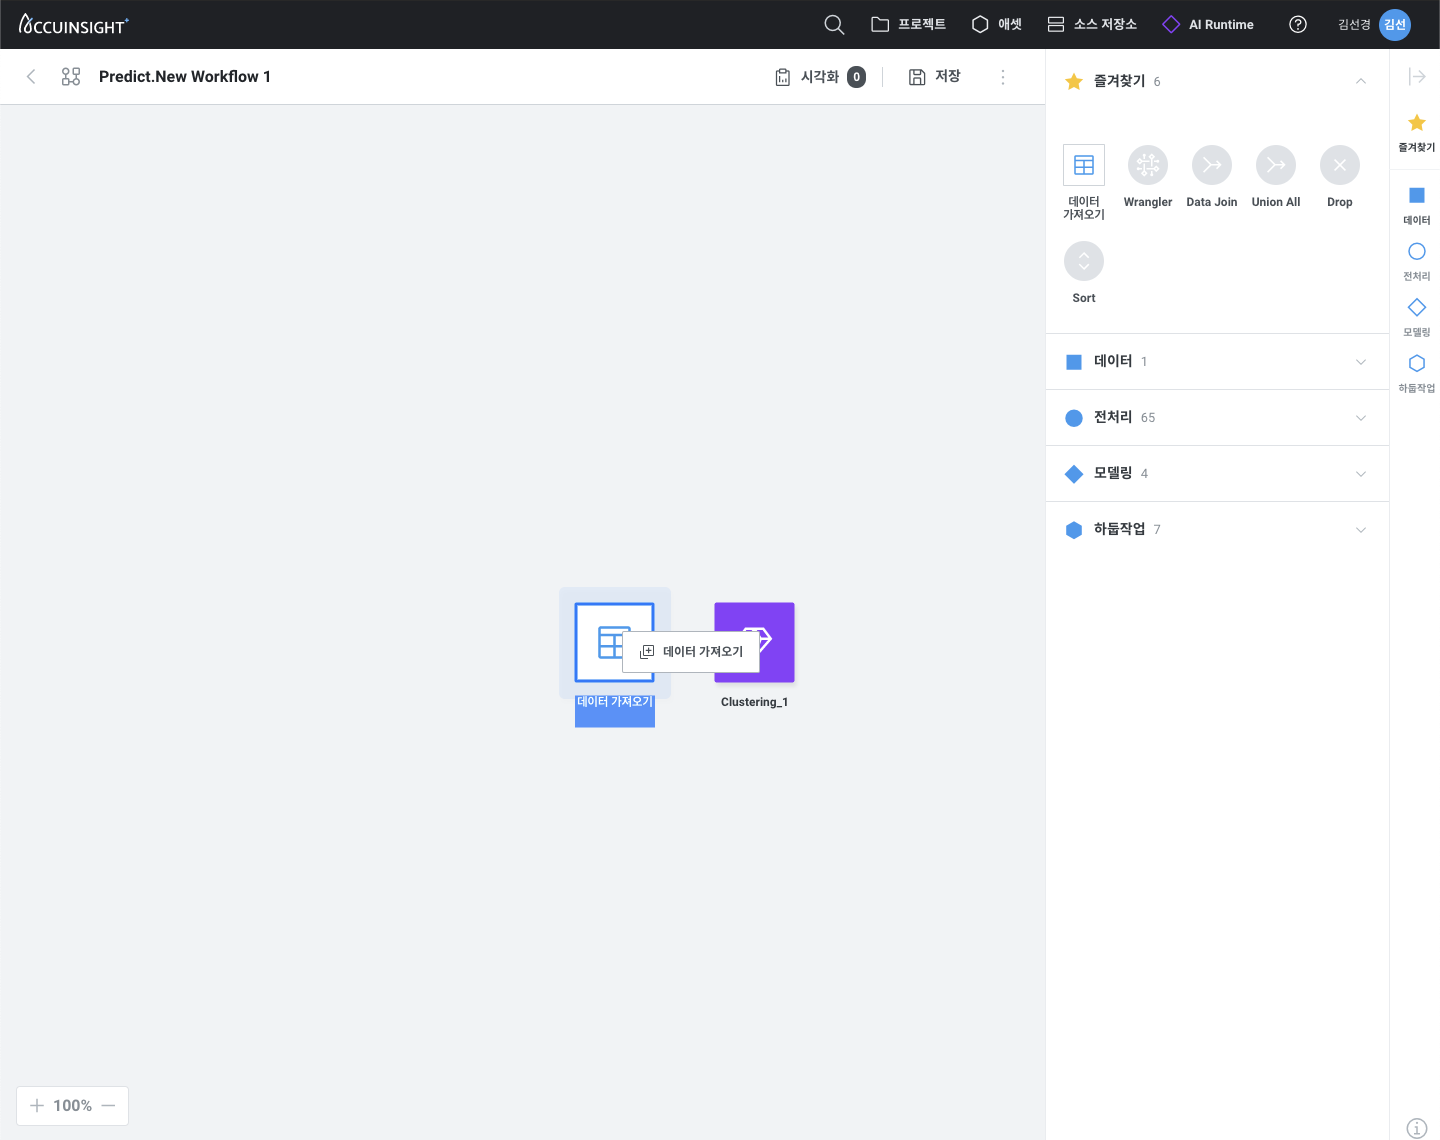 ACCUINSIGHT+
프로젝트
애셋
소스 저장소
AI Runtime
김선경
김선
Predict.New Workflow 1
시각화 0
저장
즐겨찾기 6
데이터
가져오기
Wrangler
Data Join
Union All
Drop
Sort
데이터 1
전처리 65
모델링 4
하둡작업 7
즐겨찾기
데이터
전처리
모델링
하둡작업
데이터 가져오기
데이터 가져오기
Clustering_1
100%